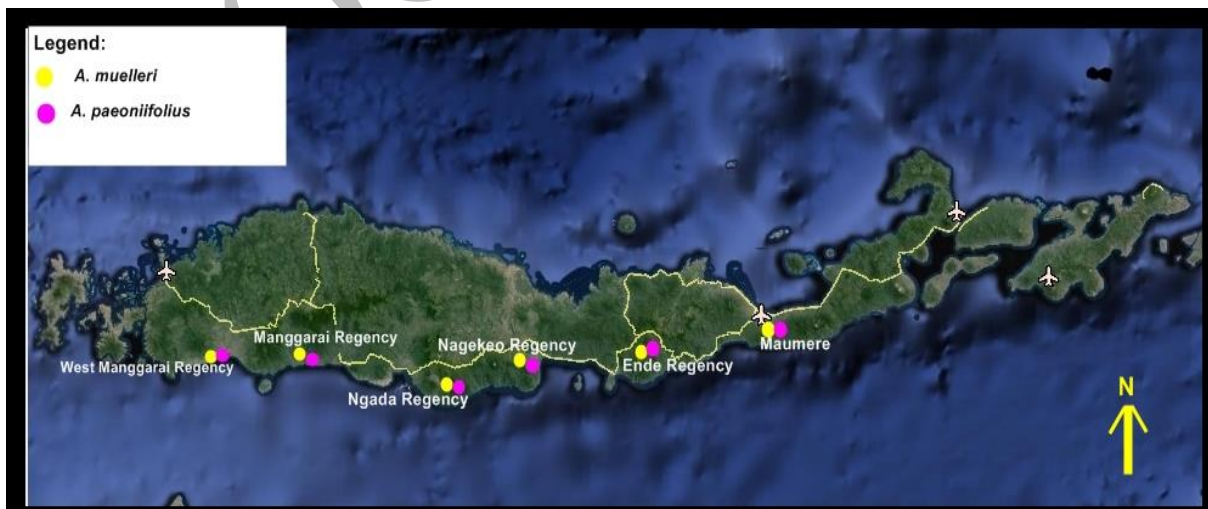 Legend:
A. muelleri
A. paeoniifolius
Manggarai Regency
Nagekeo Regency
Maumere
West Manggarai Regency
Ende Regency
Ngada Regency
N